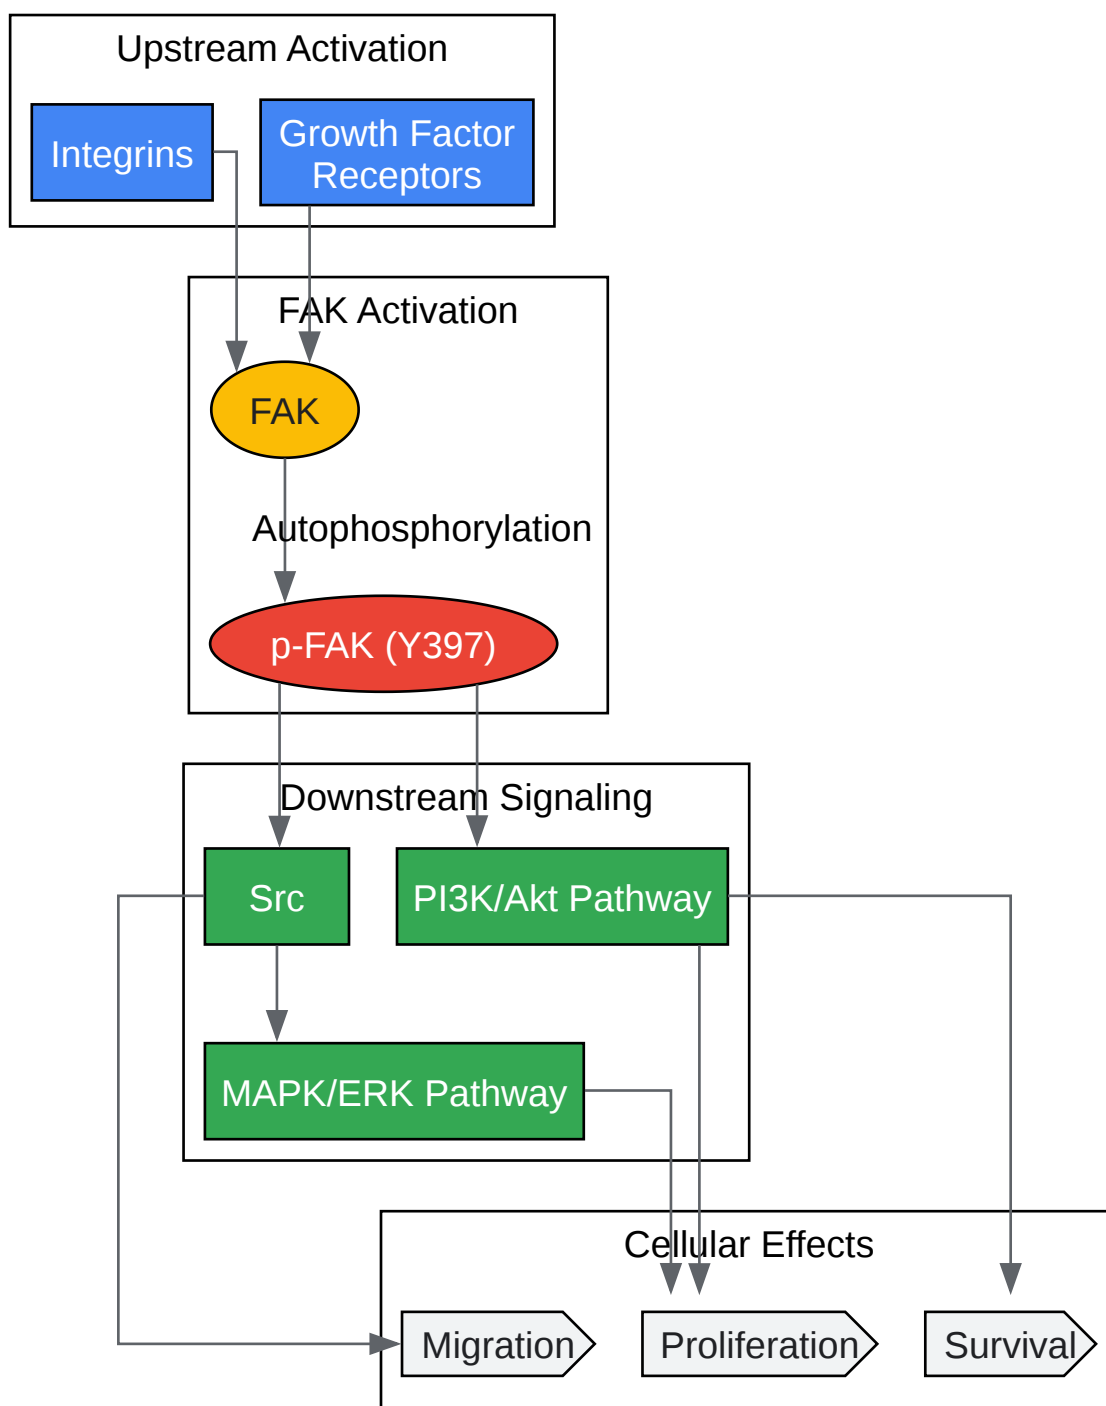 Upstream Activation
Integrins
Growth Factor
Receptors
FAK Activation
FAK
Autophosphorylation
p-FAK (Y397)
Downstream Signaling
Src
PI3K/Akt Pathway
MAPK/ERK Pathway
Cellular Effects
Migration
Proliferation
Survival